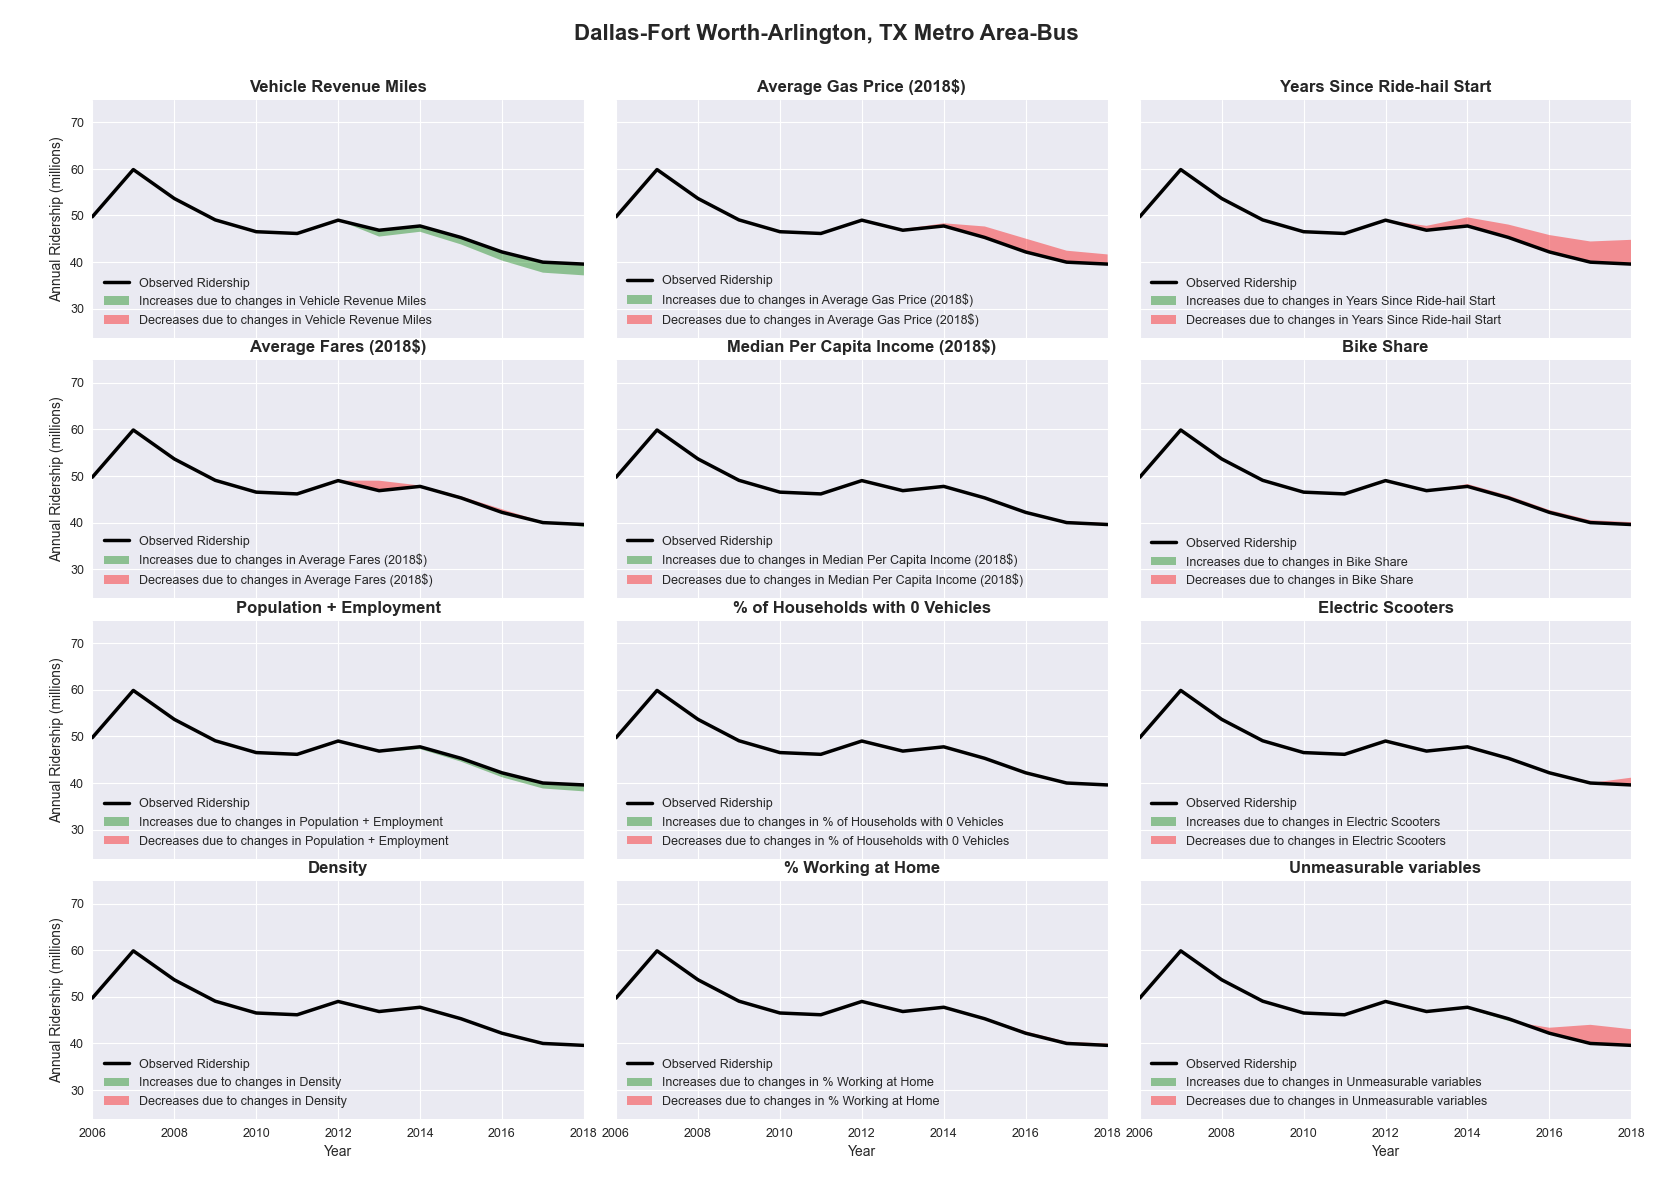 Dallas-Fort Worth-Arlington, TX Metro Area-Bus
Vehicle Revenue Miles
Annual Ridership (millions)
70
60
50
40
30
Observed Ridership
Increases due to changes in Vehicle Revenue Miles
Decreases due to changes in Vehicle Revenue Miles
Average Gas Price (2018$)
Observed Ridership
Increases due to changes in Average Gas Price (2018$)
Decreases due to changes in Average Gas Price (2018$)
Years Since Ride-hail Start
Observed Ridership
Increases due to changes in Years Since Ride-hail Start
Decreases due to changes in Years Since Ride-hail Start
Average Fares (2018$)
Annual Ridership (millions)
70
60
50
40
30
Observed Ridership
Increases due to changes in Average Fares (2018$)
Decreases due to changes in Average Fares (2018$)
Median Per Capita Income (2018$)
Observed Ridership
Increases due to changes in Median Per Capita Income (2018$)
Decreases due to changes in Median Per Capita Income (2018$)
Bike Share
Observed Ridership
Increases due to changes in Bike Share
Decreases due to changes in Bike Share
Population + Employment
Annual Ridership (millions)
70
60
50
40
30
Observed Ridership
Increases due to changes in Population + Employment
Decreases due to changes in Population + Employment
% of Households with 0 Vehicles
Observed Ridership
Increases due to changes in % of Households with 0 Vehicles
Decreases due to changes in % of Households with 0 Vehicles
Electric Scooters
Observed Ridership
Increases due to changes in Electric Scooters
Decreases due to changes in Electric Scooters
Density
Annual Ridership (millions)
70
60
50
40
30
Observed Ridership
Increases due to changes in Density
Decreases due to changes in Density
2006 2008 2010 2012 2014 2016 2018
Year
% Working at Home
Observed Ridership
Increases due to changes in % Working at Home
Decreases due to changes in % Working at Home
2006 2008 2010 2012 2014 2016 2018
Year
Unmeasurable variables
Observed Ridership
Increases due to changes in Unmeasurable variables
Decreases due to changes in Unmeasurable variables
2006 2008 2010 2012 2014 2016 2018
Year